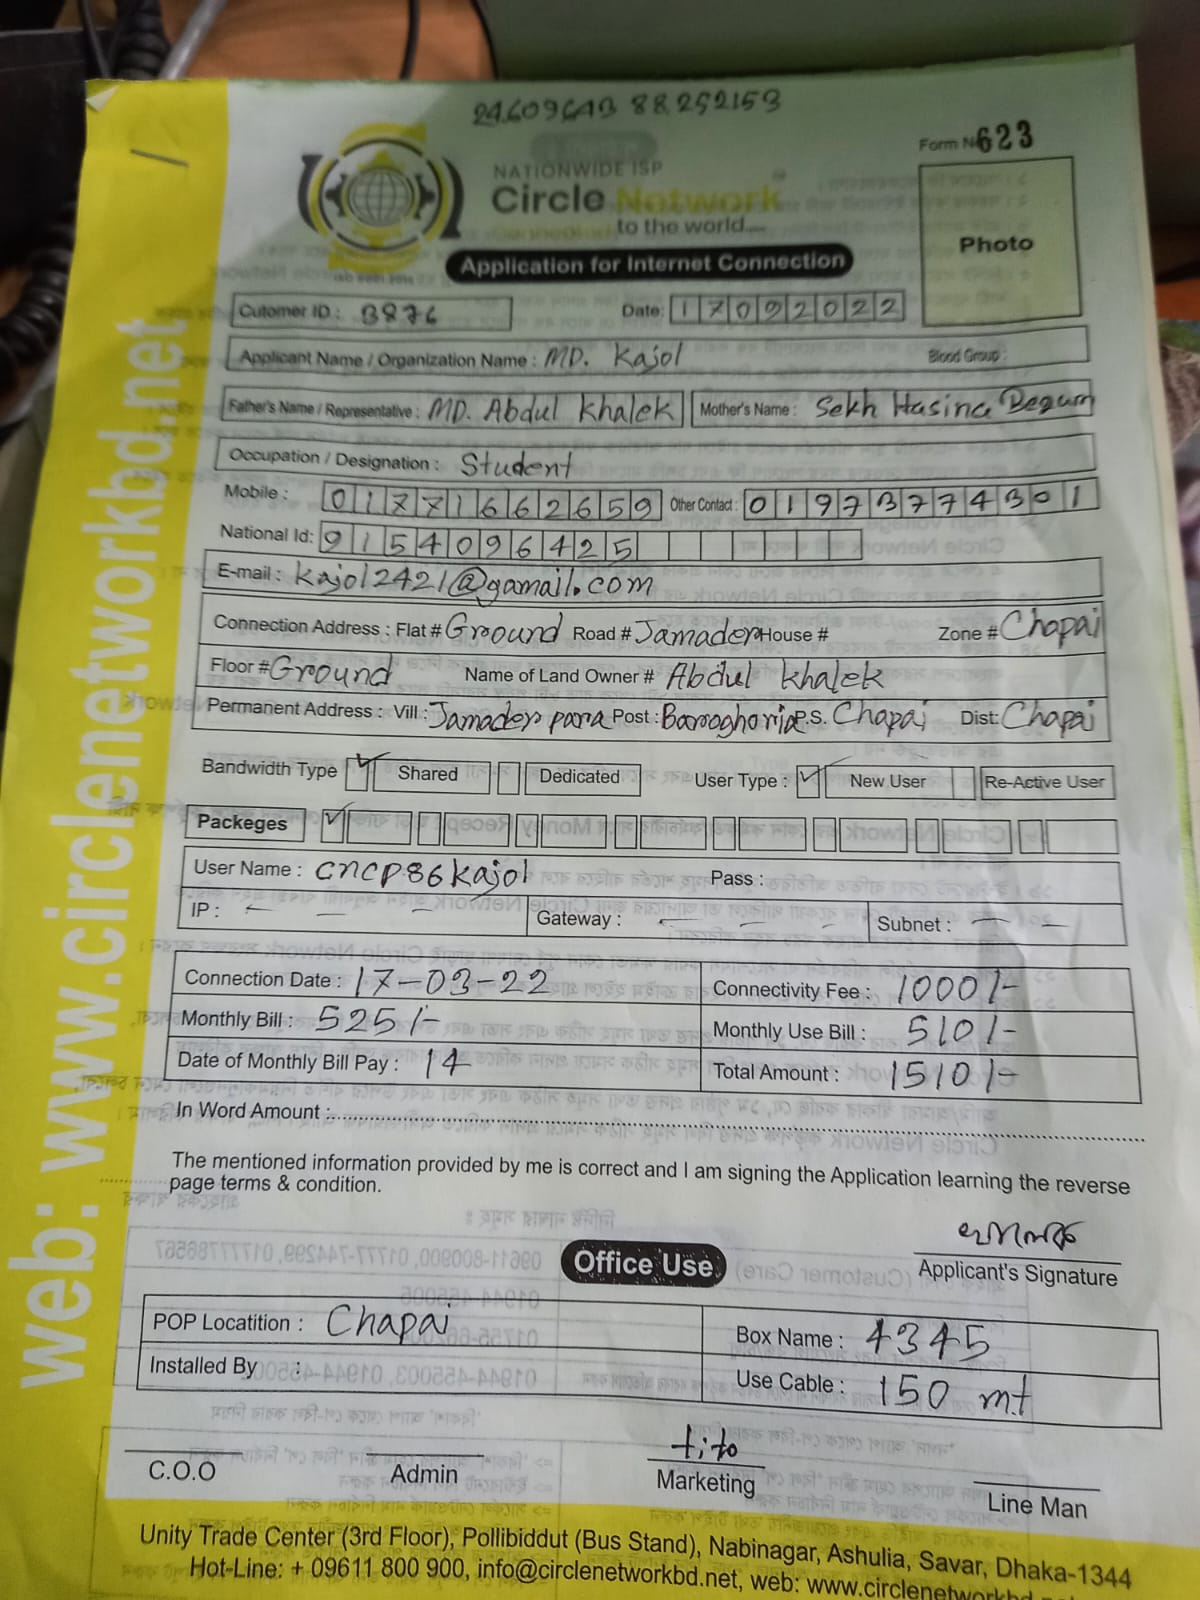 88252153
Form No 623
NATIONWIDE ISP
Circle Network
to the world....
Application for Internet Connection
Photo
Cutomer ID : 3876
Date: 17092022
Applicant Name / Organization Name : MD. Kajol
Blood Group :
Father's Name / Representative : MD. Abdul Khalek Mother's Name : Sekh Hasina Begum
Occupation / Designation : Student
Mobile : 01771662659 Other Contact : 01973774301
National Id: 9154096425
E-mail : kajol2421@gamail.com
Connection Address : Flat # Ground Road # Jamader House # Zone # Chapai
Floor # Ground Name of Land Owner # Abdul Khalek
Permanent Address : Vill : Jamader para Post : Baroghoria P.S. Chapai Dist: Chapai
Bandwidth Type ✓ Shared Dedicated User Type : ✓ New User Re-Active User
Packeges ✓
User Name : CNCP86kajol Pass :
IP : — — — Gateway : — — — Subnet : — —
Connection Date : 17-03-22 Connectivity Fee : 1000/-
Monthly Bill : 525/- Monthly Use Bill : 510/-
Date of Monthly Bill Pay : 14 Total Amount : 1510/-
In Word Amount :
The mentioned information provided by me is correct and I am signing the Application learning the reverse
page terms & condition.
Applicant's Signature
Office Use
POP Locatition : Chapai Box Name : 4345
Installed By : Use Cable : 150 mt
tito
C.O.O Admin Marketing Line Man
Unity Trade Center (3rd Floor), Pollibiddut (Bus Stand), Nabinagar, Ashulia, Savar, Dhaka-1344
Hot-Line: + 09611 800 900, info@circlenetworkbd.net, web: www.circlenetworkbd
web: www.circlenetworkbd.net